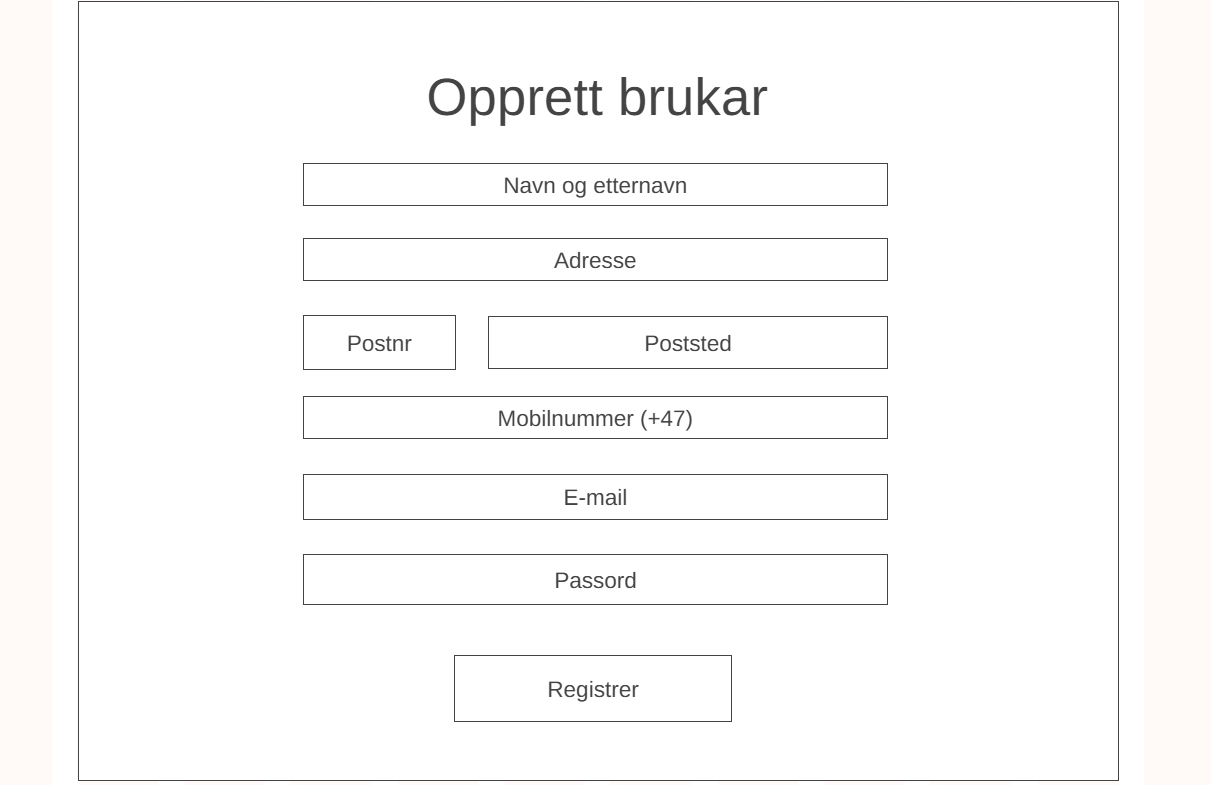 Opprett brukar
Navn og etternavn
Adresse
Postnr
Poststed
Mobilnummer (+47)
E-mail
Passord
Registrer